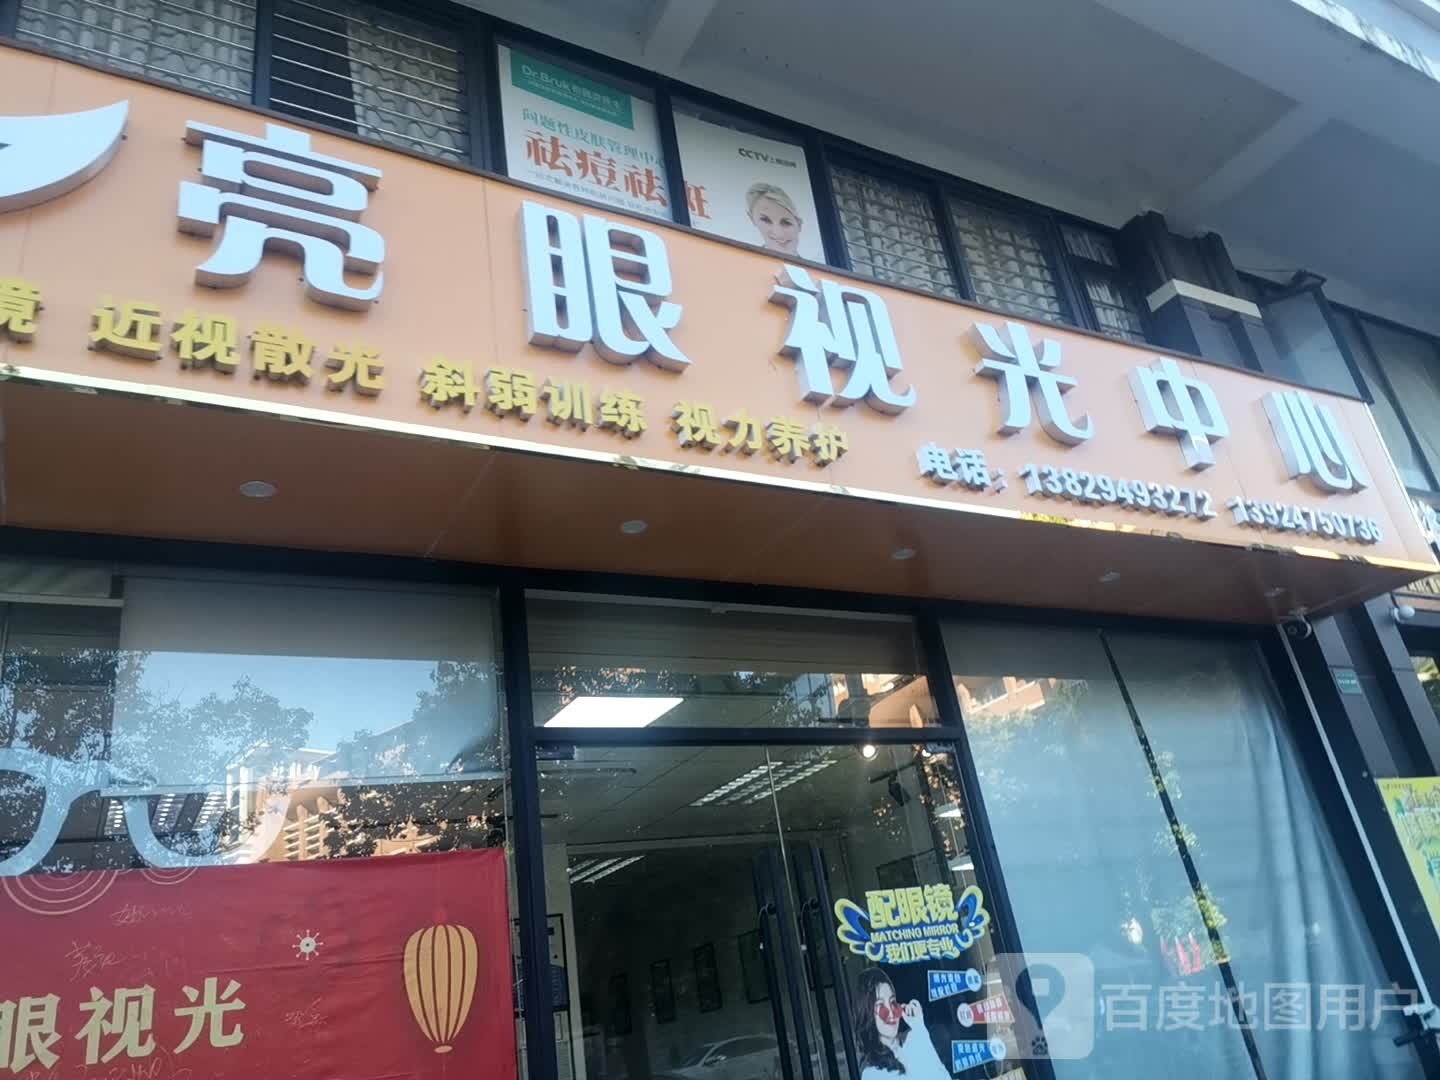 Dr.Bruk
问题性皮肤管理中心
祛痘祛斑
CCTV
亮眼视光中心
镜 近视散光 斜弱训练 视力养护
电话：13829493272 13924750736
配眼镜
MATCHING MIRROR
我们更专业
眼视光
百度地图用户